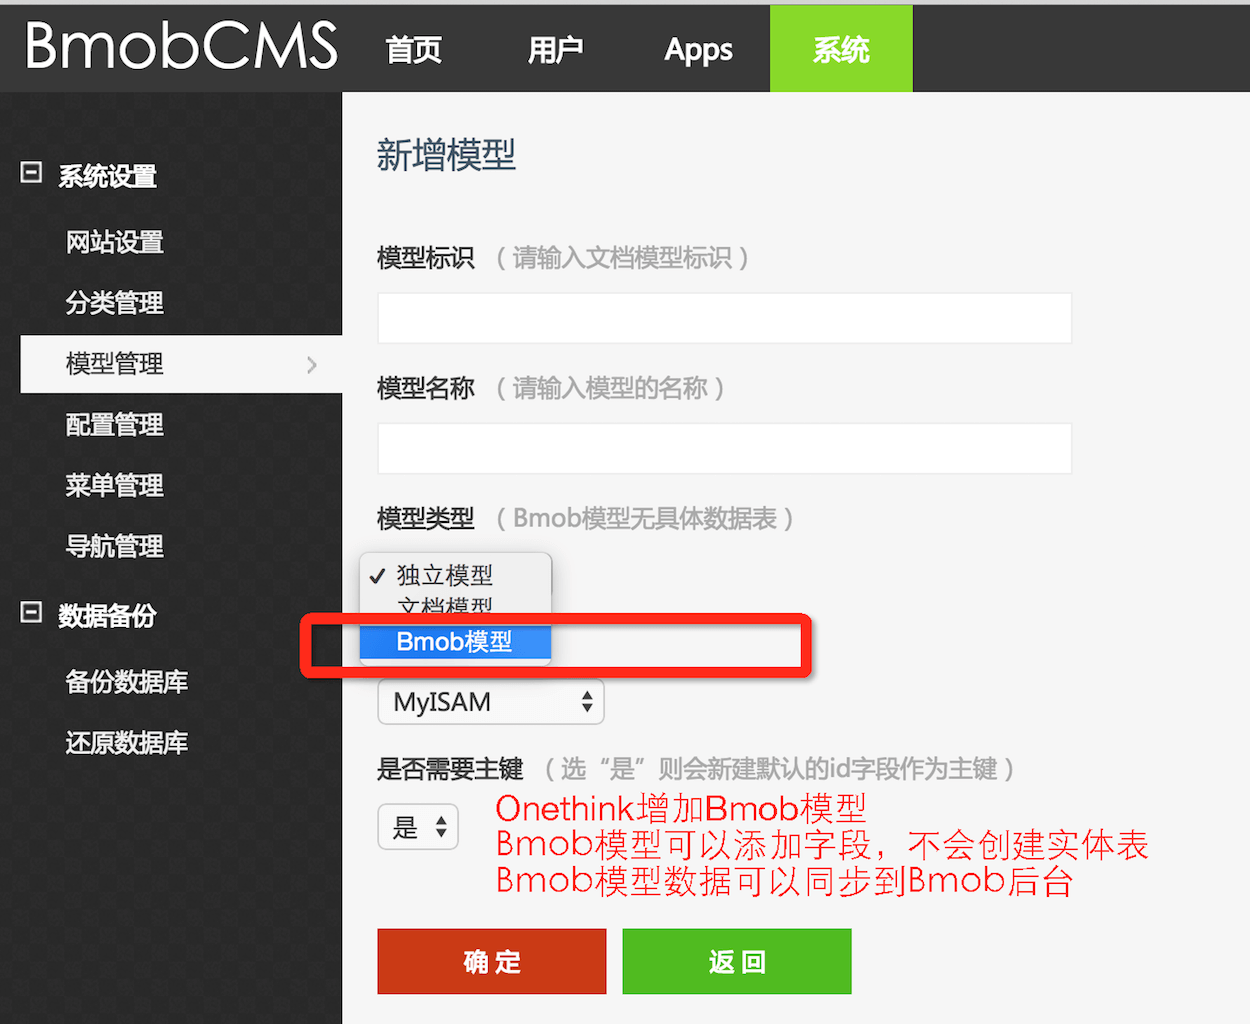 BmobCMS 首页 用户 Apps 系统
系统设置
网站设置
分类管理
模型管理
配置管理
菜单管理
导航管理
数据备份
备份数据库
还原数据库
新增模型
模型标识 （请输入文档模型标识）
模型名称 （请输入模型的名称）
模型类型 （Bmob模型无具体数据表）
✓ 独立模型
文档模型
Bmob模型
MyISAM
是否需要主键 （选“是”则会新建默认的id字段作为主键）
是
Onethink增加Bmob模型
Bmob模型可以添加字段，不会创建实体表
Bmob模型数据可以同步到Bmob后台
确 定 返 回